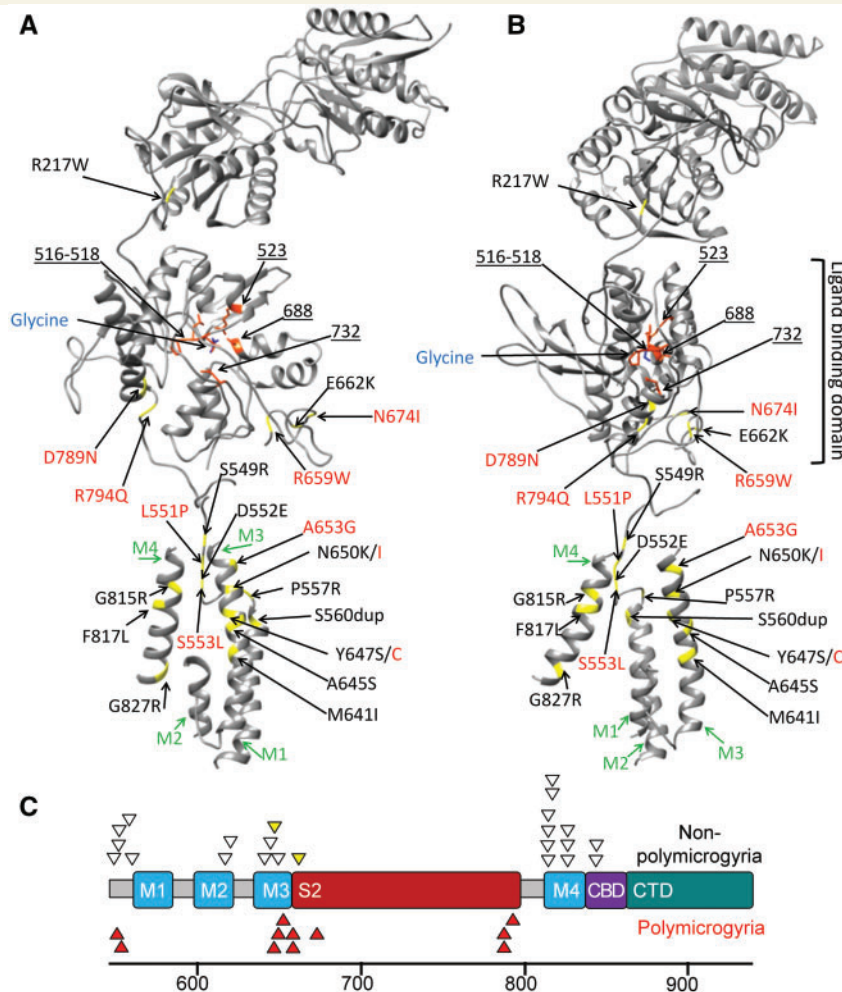 A
R217W
516-518
523
Glycine
688
732
E662K
N674I
D789N
R659W
R794Q
S549R
L551P
D552E
M3
A653G
M4
N650K/I
G815R
P557R
F817L
S560dup
S553L
Y647S/C
G827R
A645S
M641I
M2
M1
B
R217W
516-518
523
688
Glycine
732
Ligand binding domain
N674I
E662K
D789N
S549R
R659W
R794Q
L551P
D552E
A653G
M4
N650K/I
G815R
P557R
F817L
S560dup
S553L
Y647S/C
A645S
G827R
M641I
M1
M3
M2
C
Non-
polymicrogyria
M1 M2 M3 S2 M4 CBD CTD
Polymicrogyria
600 700 800 900